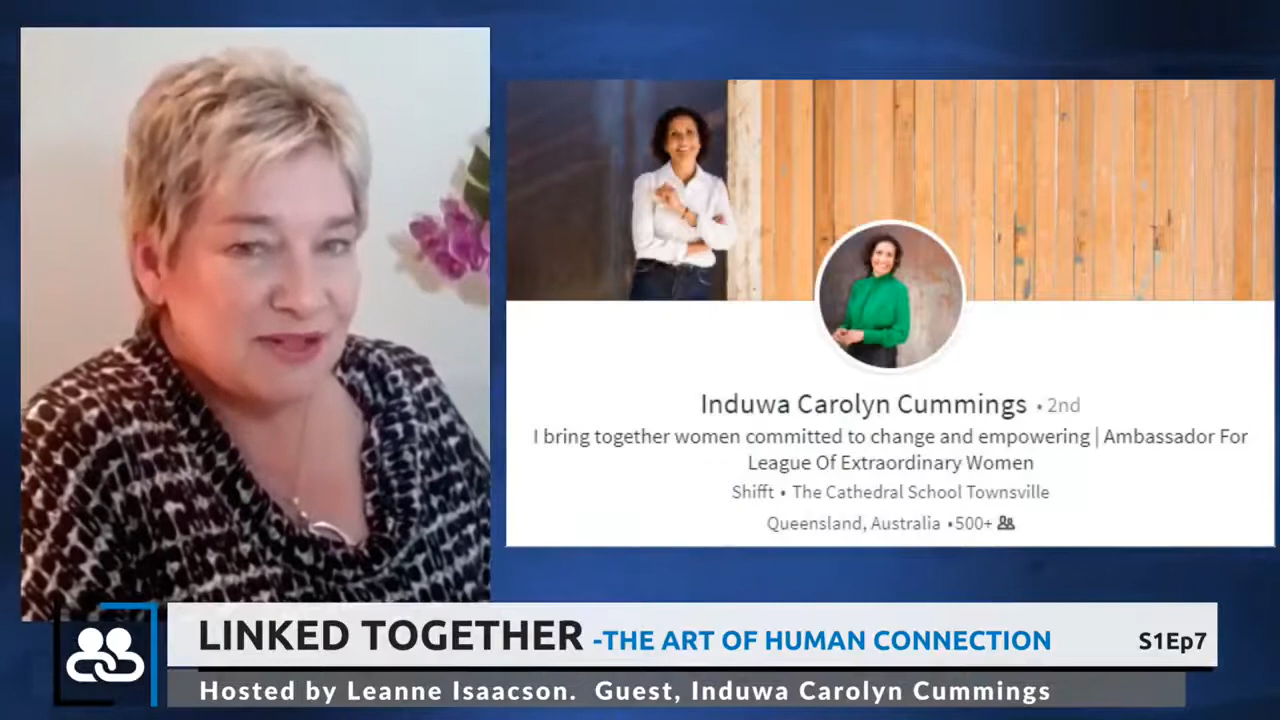 Induwa Carolyn Cummings • 2nd
I bring together women committed to change and empowering | Ambassador For
League Of Extraordinary Women
Shifft • The Cathedral School Townsville
Queensland, Australia •500+
LINKED TOGETHER -THE ART OF HUMAN CONNECTION S1Ep7
Hosted by Leanne Isaacson. Guest, Induwa Carolyn Cummings